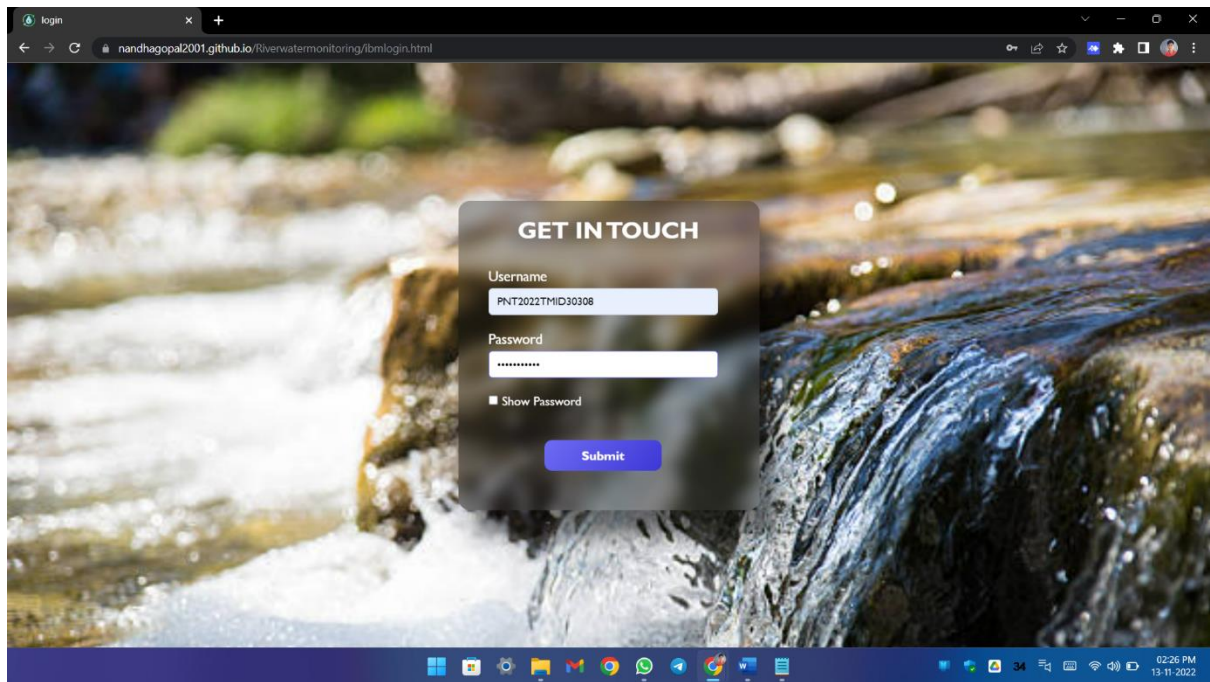 login
nandhagopal2001.github.io/Riverwatermonitoring/ibmlogin.html
GET IN TOUCH
Username
PNT2022TMID30308
Password
•••••••••••
Show Password
Submit
34
02:26 PM
13-11-2022